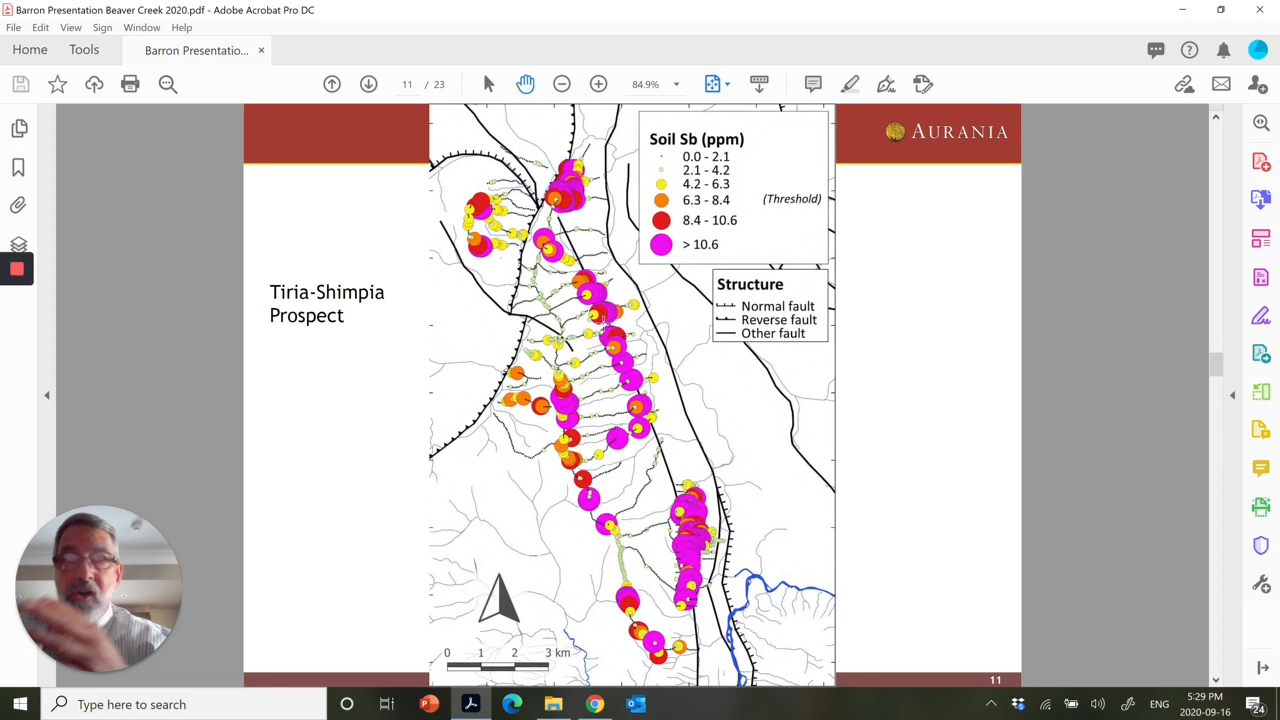 Barron Presentation Beaver Creek 2020.pdf - Adobe Acrobat Pro DC
File Edit View Sign Window Help
Home Tools Barron Presentatio... ×
11 / 23 84.9%
AURANIA
Soil Sb (ppm)
0.0 - 2.1
2.1 - 4.2
4.2 - 6.3
6.3 - 8.4 (Threshold)
8.4 - 10.6
> 10.6
Structure
Normal fault
Reverse fault
Other fault
Tiria-Shimpia
Prospect
0 1 2 3 km
11
Type here to search
ENG
5:29 PM
2020-09-16
24